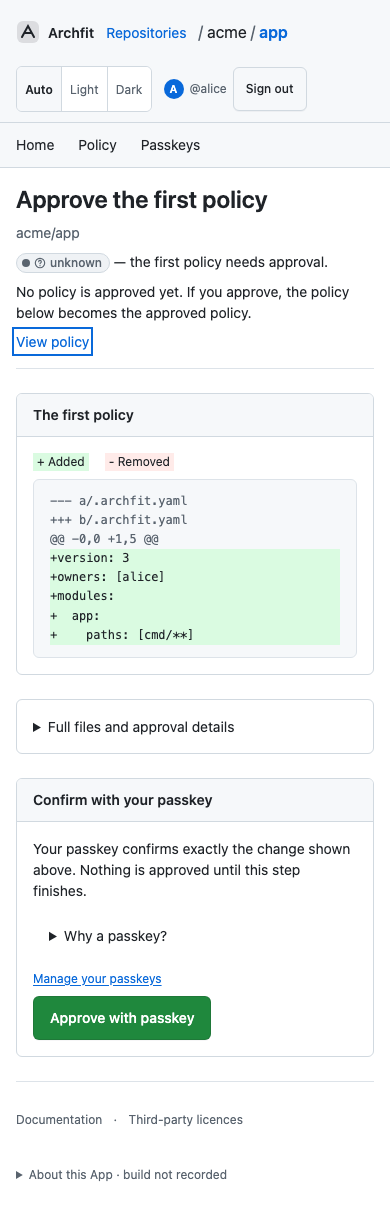 Archfit Repositories / acme / app
Auto Light Dark A @alice Sign out
Home Policy Passkeys
Approve the first policy
acme/app
unknown — the first policy needs approval.
No policy is approved yet. If you approve, the policy
below becomes the approved policy.
View policy
The first policy
+ Added - Removed
--- a/.archfit.yaml
+++ b/.archfit.yaml
@@ -0,0 +1,5 @@
+version: 3
+owners: [alice]
+modules:
+  app:
+    paths: [cmd/**]
Full files and approval details
Confirm with your passkey
Your passkey confirms exactly the change shown
above. Nothing is approved until this step
finishes.
Why a passkey?
Manage your passkeys
Approve with passkey
Documentation · Third-party licences
About this App · build not recorded